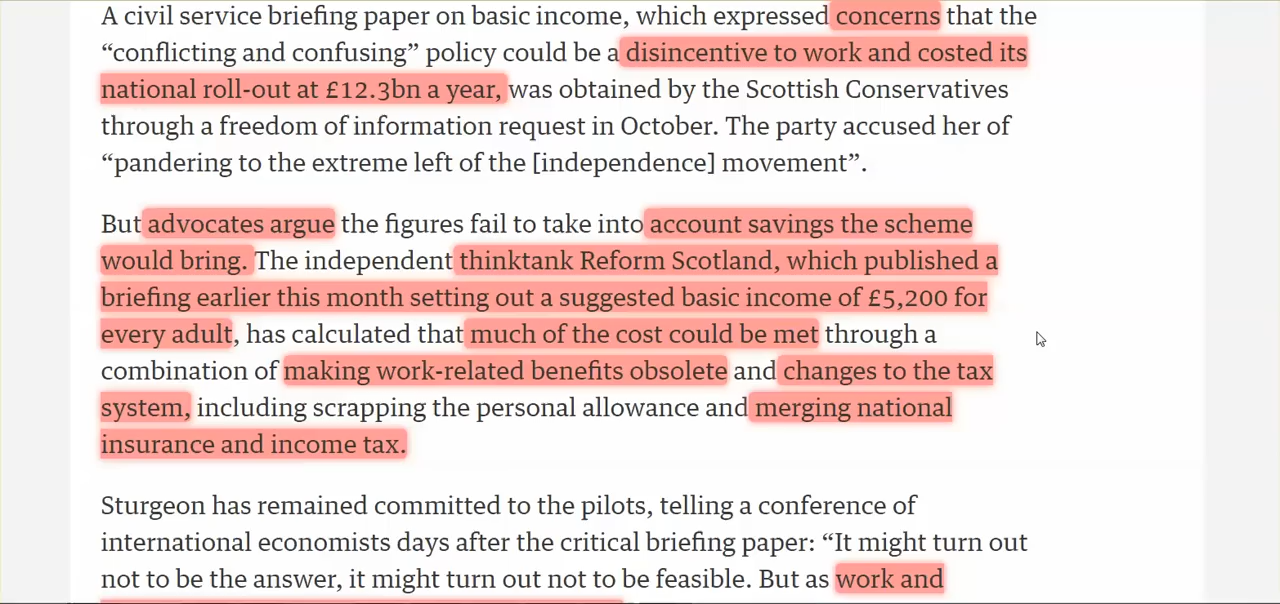 A civil service briefing paper on basic income, which expressed concerns that the
“conflicting and confusing” policy could be a disincentive to work and costed its
national roll-out at £12.3bn a year, was obtained by the Scottish Conservatives
through a freedom of information request in October. The party accused her of
“pandering to the extreme left of the [independence] movement”.
But advocates argue the figures fail to take into account savings the scheme
would bring. The independent thinktank Reform Scotland, which published a
briefing earlier this month setting out a suggested basic income of £5,200 for
every adult, has calculated that much of the cost could be met through a
combination of making work-related benefits obsolete and changes to the tax
system, including scrapping the personal allowance and merging national
insurance and income tax.
Sturgeon has remained committed to the pilots, telling a conference of
international economists days after the critical briefing paper: “It might turn out
not to be the answer, it might turn out not to be feasible. But as work and